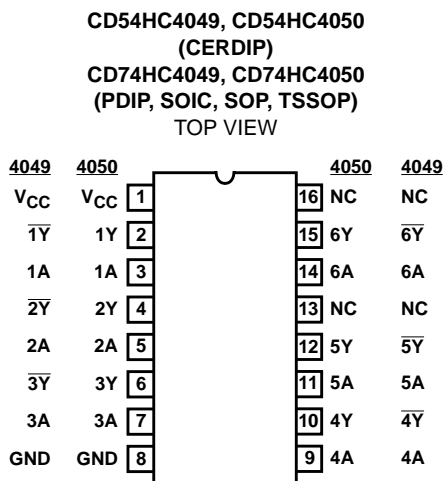 CD54HC4049, CD54HC4050
(CERDIP)
CD74HC4049, CD74HC4050
(PDIP, SOIC, SOP, TSSOP)
TOP VIEW
4049 4050 4050 4049
VCC VCC 1 16 NC NC
1Y̅ 1Y 2 15 6Y 6Y̅
1A 1A 3 14 6A 6A
2Y̅ 2Y 4 13 NC NC
2A 2A 5 12 5Y 5Y̅
3Y̅ 3Y 6 11 5A 5A
3A 3A 7 10 4Y 4Y̅
GND GND 8 9 4A 4A